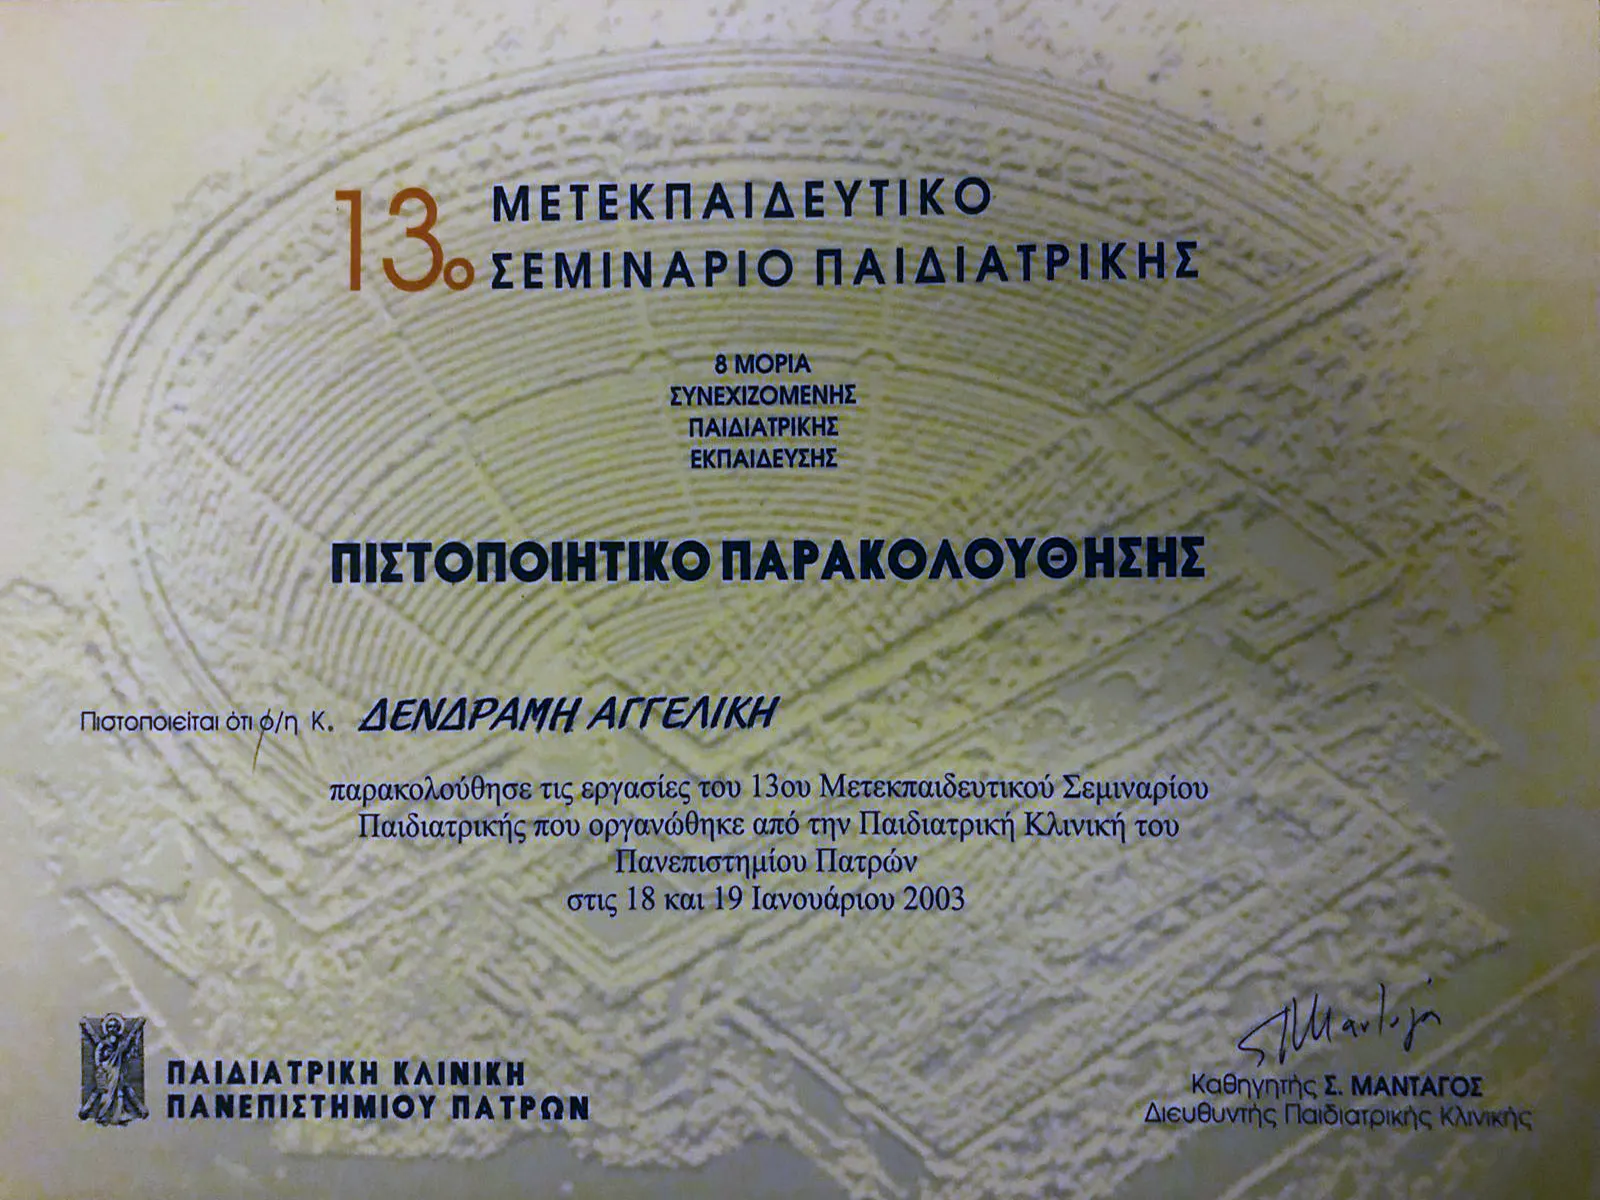 13ο ΜΕΤΕΚΠΑΙΔΕΥΤΙΚΟ
ΣΕΜΙΝΑΡΙΟ ΠΑΙΔΙΑΤΡΙΚΗΣ
8 ΜΟΡΙΑ
ΣΥΝΕΧΙΖΟΜΕΝΗΣ
ΠΑΙΔΙΑΤΡΙΚΗΣ
ΕΚΠΑΙΔΕΥΣΗΣ
ΠΙΣΤΟΠΟΙΗΤΙΚΟ ΠΑΡΑΚΟΛΟΥΘΗΣΗΣ
Πιστοποιείται ότι ο/η Κ. ΔΕΝΔΡΑΜΗ ΑΓΓΕΛΙΚΗ
παρακολούθησε τις εργασίες του 13ου Μετεκπαιδευτικού Σεμιναρίου
Παιδιατρικής που οργανώθηκε από την Παιδιατρική Κλινική του
Πανεπιστημίου Πατρών
στις 18 και 19 Ιανουάριου 2003
ΠΑΙΔΙΑΤΡΙΚΗ ΚΛΙΝΙΚΗ
ΠΑΝΕΠΙΣΤΗΜΙΟΥ ΠΑΤΡΩΝ
Καθηγητής Σ. ΜΑΝΤΑΓΟΣ
Διευθυντής Παιδιατρικής Κλινικής